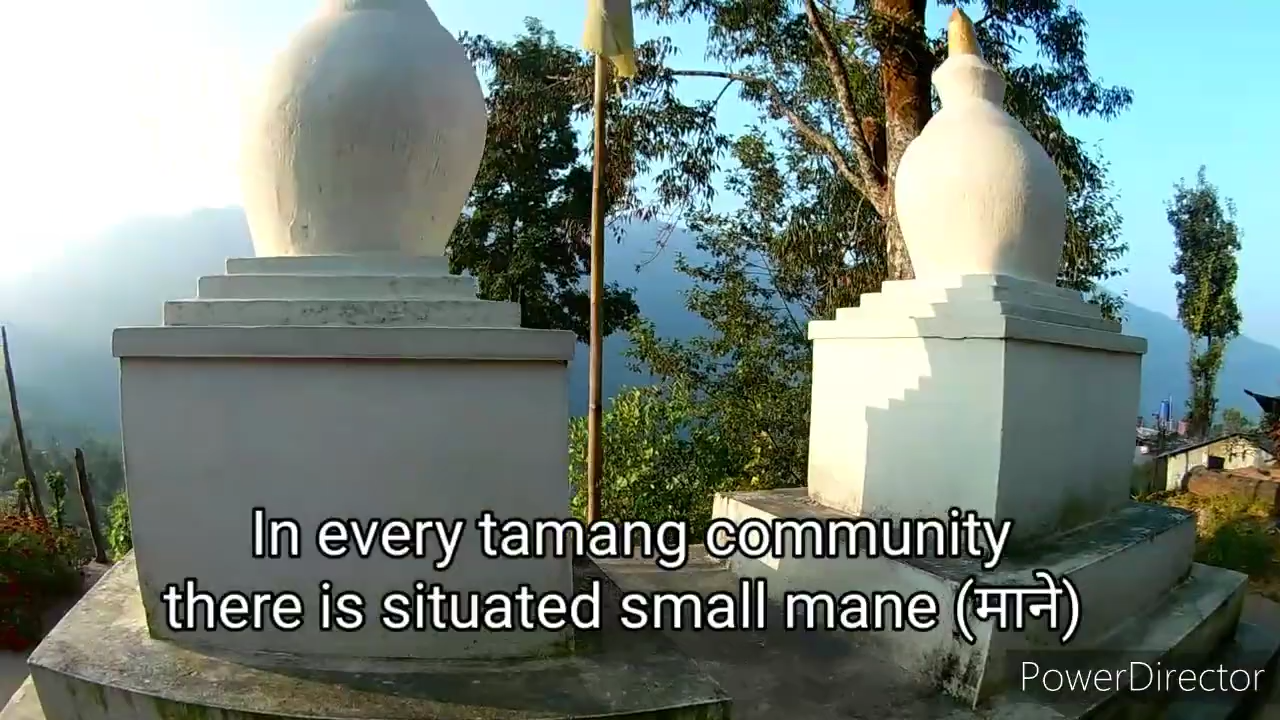 In every tamang community
there is situated small mane (माने)
PowerDirector